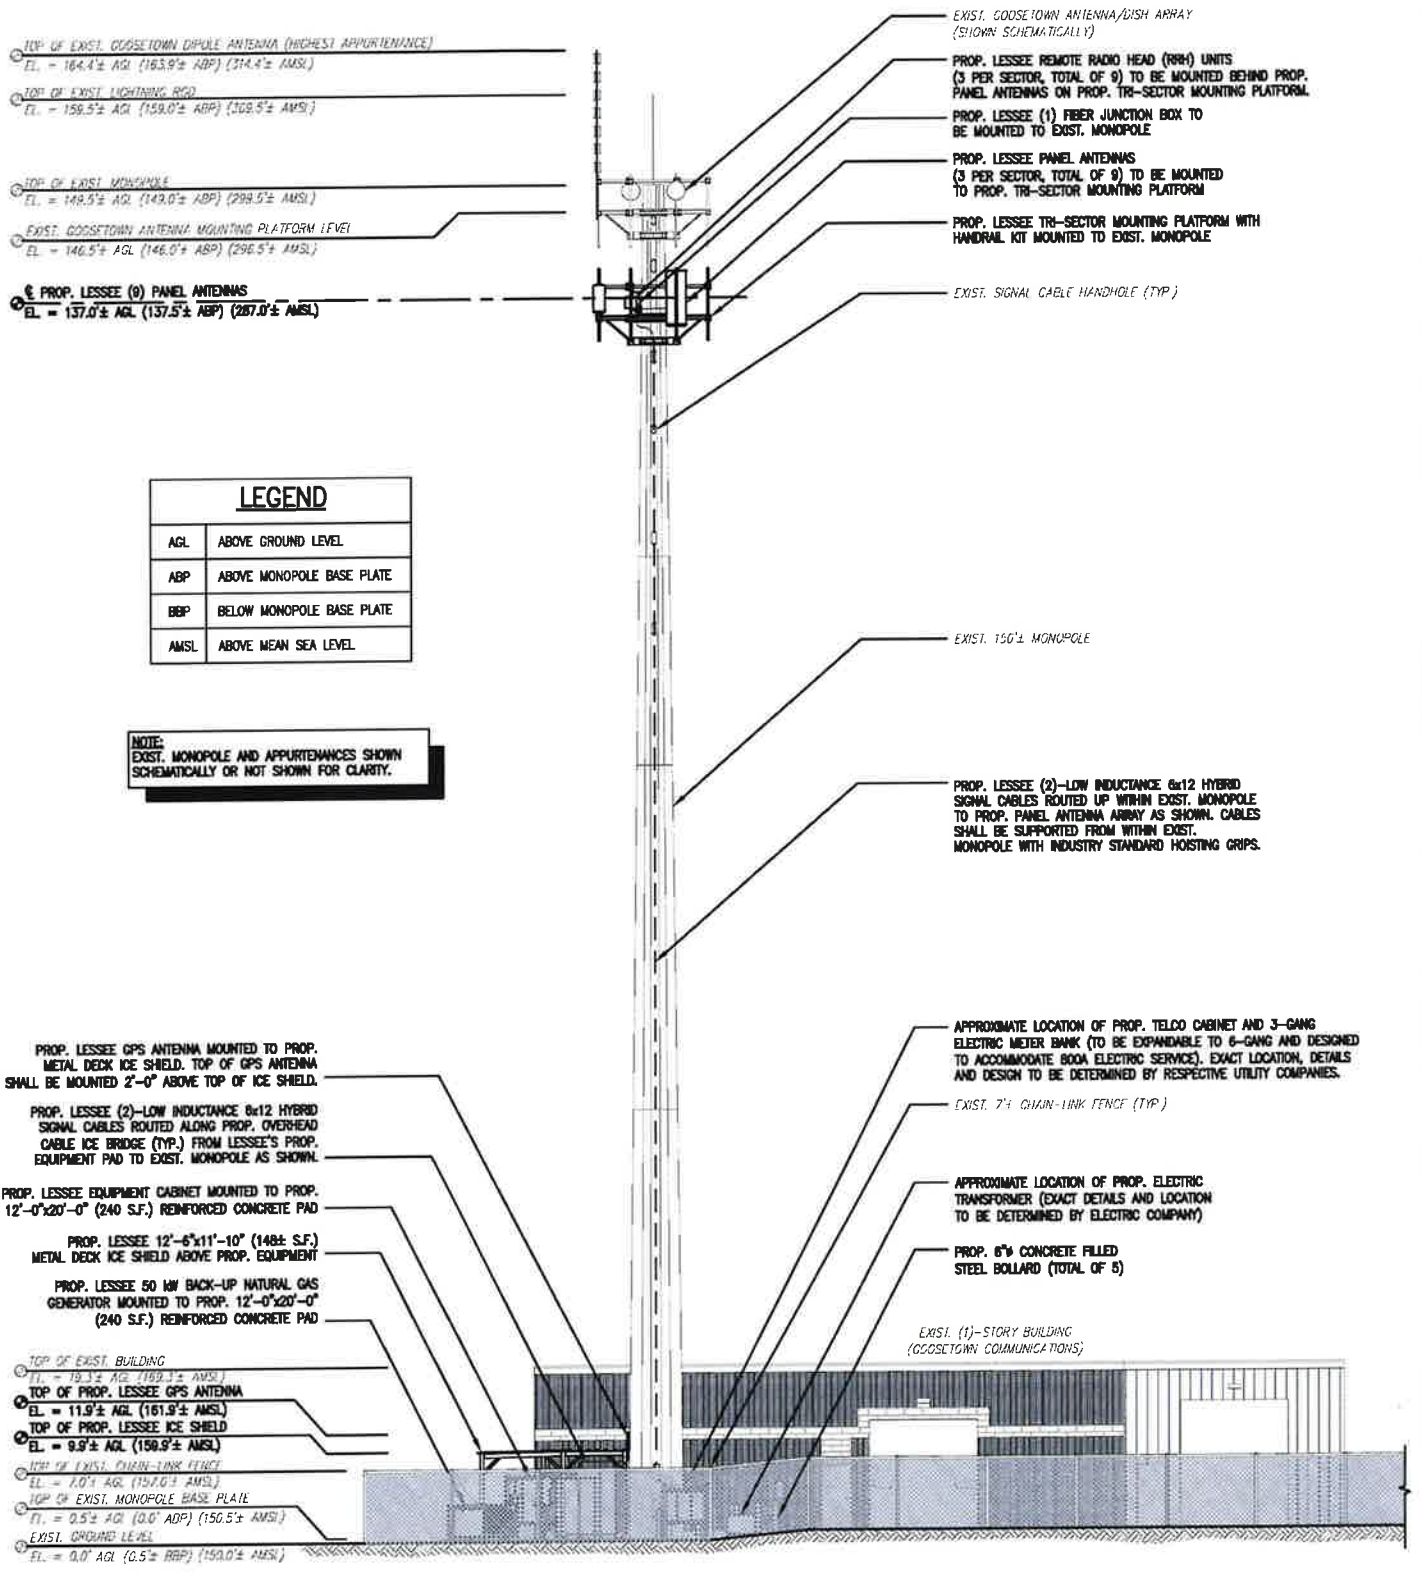 TOP OF EXIST. GOOSETOWN DIPOLE ANTENNA (HIGHEST APPURTENANCE)
EL. = 164.4'± AGL (163.9'± ABP) (314.4'± AMSL)
TOP OF EXIST. LIGHTNING ROD
EL. = 159.5'± AGL (159.0'± ABP) (309.5'± AMSL)
TOP OF EXIST. MONOPOLE
EL. = 149.5'± AGL (149.0'± ABP) (299.5'± AMSL)
EXIST. GOOSETOWN ANTENNA MOUNTING PLATFORM LEVEL
EL. = 146.5'± AGL (146.0'± ABP) (296.5'± AMSL)
℄ PROP. LESSEE (9) PANEL ANTENNAS
EL = 137.0'± AGL (137.5'± ABP) (287.0'± AMSL)
EXIST. GOOSETOWN ANTENNA/DISH ARRAY
(SHOWN SCHEMATICALLY)
PROP. LESSEE REMOTE RADIO HEAD (RRH) UNITS
(3 PER SECTOR, TOTAL OF 9) TO BE MOUNTED BEHIND PROP.
PANEL ANTENNAS ON PROP. TRI-SECTOR MOUNTING PLATFORM.
PROP. LESSEE (1) FIBER JUNCTION BOX TO
BE MOUNTED TO EXIST. MONOPOLE
PROP. LESSEE PANEL ANTENNAS
(3 PER SECTOR, TOTAL OF 9) TO BE MOUNTED
TO PROP. TRI-SECTOR MOUNTING PLATFORM
PROP. LESSEE TRI-SECTOR MOUNTING PLATFORM WITH
HANDRAIL KIT MOUNTED TO EXIST. MONOPOLE
EXIST. SIGNAL CABLE HANDHOLE (TYP.)
LEGEND
AGL ABOVE GROUND LEVEL
ABP ABOVE MONOPOLE BASE PLATE
BBP BELOW MONOPOLE BASE PLATE
AMSL ABOVE MEAN SEA LEVEL
EXIST. 150'± MONOPOLE
NOTE:
EXIST. MONOPOLE AND APPURTENANCES SHOWN
SCHEMATICALLY OR NOT SHOWN FOR CLARITY.
PROP. LESSEE (2)-LOW INDUCTANCE 6x12 HYBRID
SIGNAL CABLES ROUTED UP WITHIN EXIST. MONOPOLE
TO PROP. PANEL ANTENNA ARRAY AS SHOWN. CABLES
SHALL BE SUPPORTED FROM WITHIN EXIST.
MONOPOLE WITH INDUSTRY STANDARD HOISTING GRIPS.
PROP. LESSEE GPS ANTENNA MOUNTED TO PROP.
METAL DECK ICE SHIELD. TOP OF GPS ANTENNA
SHALL BE MOUNTED 2'-0" ABOVE TOP OF ICE SHIELD.
PROP. LESSEE (2)-LOW INDUCTANCE 6x12 HYBRID
SIGNAL CABLES ROUTED ALONG PROP. OVERHEAD
CABLE ICE BRIDGE (TYP.) FROM LESSEE'S PROP.
EQUIPMENT PAD TO EXIST. MONOPOLE AS SHOWN.
PROP. LESSEE EQUIPMENT CABINET MOUNTED TO PROP.
12'-0"x20'-0" (240 S.F.) REINFORCED CONCRETE PAD
PROP. LESSEE 12'-6"x11'-10" (148± S.F.)
METAL DECK ICE SHIELD ABOVE PROP. EQUIPMENT
PROP. LESSEE 50 kW BACK-UP NATURAL GAS
GENERATOR MOUNTED TO PROP. 12'-0"x20'-0"
(240 S.F.) REINFORCED CONCRETE PAD
APPROXIMATE LOCATION OF PROP. TELCO CABINET AND 3-GANG
ELECTRIC METER BANK (TO BE EXPANDABLE TO 6-GANG AND DESIGNED
TO ACCOMMODATE 800A ELECTRIC SERVICE). EXACT LOCATION, DETAILS
AND DESIGN TO BE DETERMINED BY RESPECTIVE UTILITY COMPANIES.
EXIST. 7'± CHAIN-LINK FENCE (TYP.)
APPROXIMATE LOCATION OF PROP. ELECTRIC
TRANSFORMER (EXACT DETAILS AND LOCATION
TO BE DETERMINED BY ELECTRIC COMPANY)
PROP. 6"ø CONCRETE FILLED
STEEL BOLLARD (TOTAL OF 5)
EXIST. (1)-STORY BUILDING
(GOOSETOWN COMMUNICATIONS)
TOP OF EXIST. BUILDING
EL. = 19.3'± AGL (169.3'± AMSL)
TOP OF PROP. LESSEE GPS ANTENNA
EL = 11.9'± AGL (161.9'± AMSL)
TOP OF PROP. LESSEE ICE SHIELD
EL = 9.9'± AGL (159.9'± AMSL)
TOP OF EXIST. CHAIN-LINK FENCE
EL. = 7.0'± AGL (157.0'± AMSL)
TOP OF EXIST. MONOPOLE BASE PLATE
EL. = 0.5'± AGL (0.0' ABP) (150.5'± AMSL)
EXIST. GROUND LEVEL
EL. = 0.0' AGL (0.5'± BBP) (150.0'± AMSL)